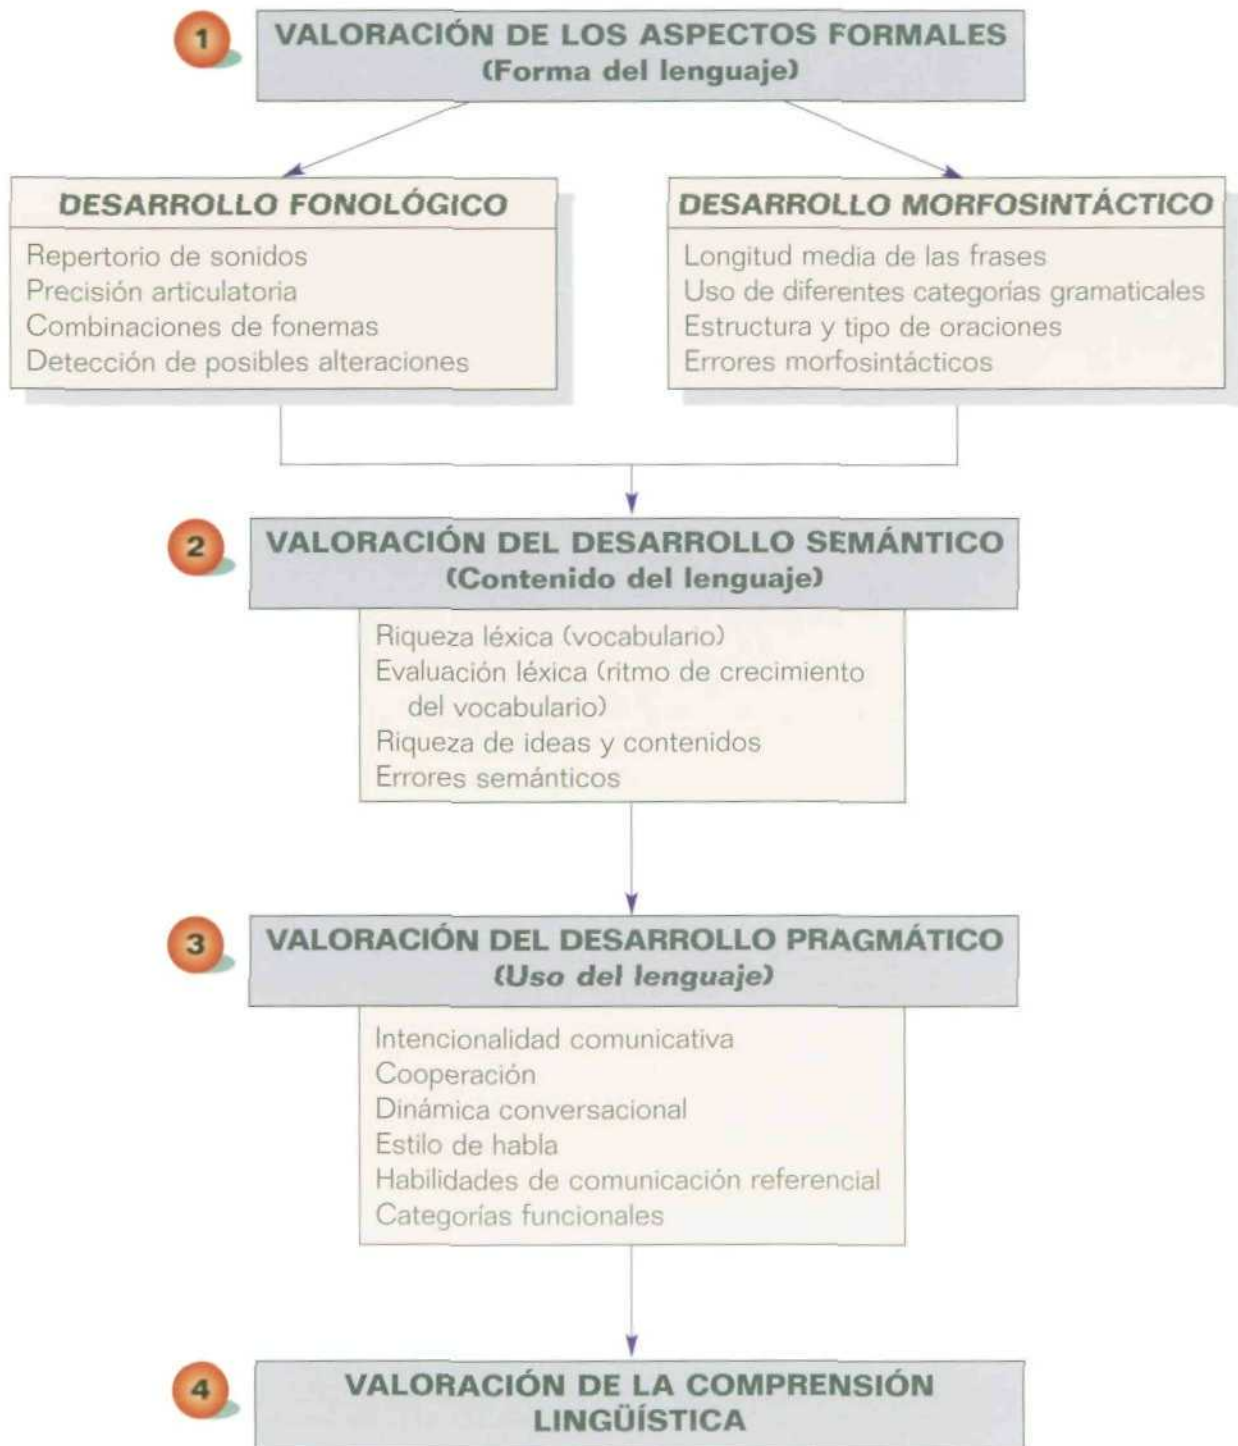 1
VALORACIÓN DE LOS ASPECTOS FORMALES
(Forma del lenguaje)
DESARROLLO FONOLÓGICO
Repertorio de sonidos
Precisión articulatoria
Combinaciones de fonemas
Detección de posibles alteraciones
DESARROLLO MORFOSINTÁCTICO
Longitud media de las frases
Uso de diferentes categorías gramaticales
Estructura y tipo de oraciones
Errores morfosintácticos
2
VALORACIÓN DEL DESARROLLO SEMÁNTICO
(Contenido del lenguaje)
Riqueza léxica (vocabulario)
Evaluación léxica (ritmo de crecimiento
del vocabulario)
Riqueza de ideas y contenidos
Errores semánticos
3
VALORACIÓN DEL DESARROLLO PRAGMÁTICO
(Uso del lenguaje)
Intencionalidad comunicativa
Cooperación
Dinámica conversacional
Estilo de habla
Habilidades de comunicación referencial
Categorías funcionales
4
VALORACIÓN DE LA COMPRENSIÓN
LINGÜÍSTICA